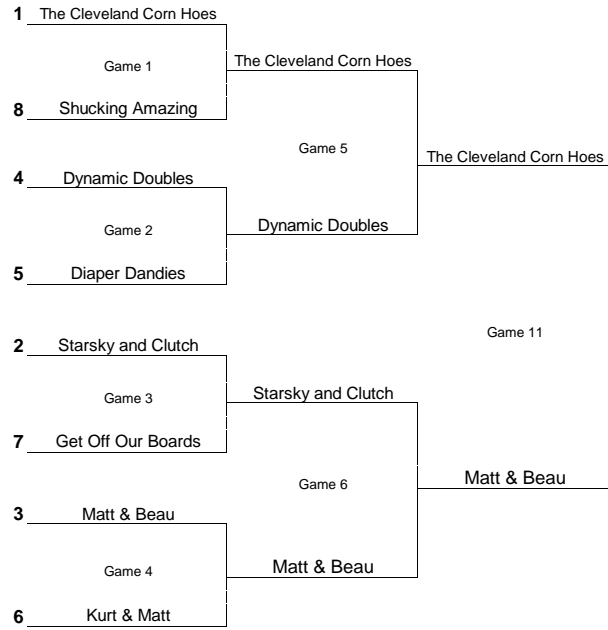 1 The Cleveland Corn Hoes
Game 1
The Cleveland Corn Hoes
8 Shucking Amazing
Game 5
The Cleveland Corn Hoes
4 Dynamic Doubles
Game 2
Dynamic Doubles
5 Diaper Dandies
Game 11
2 Starsky and Clutch
Game 3
Starsky and Clutch
7 Get Off Our Boards
Game 6
Matt & Beau
3 Matt & Beau
Game 4
Matt & Beau
6 Kurt & Matt